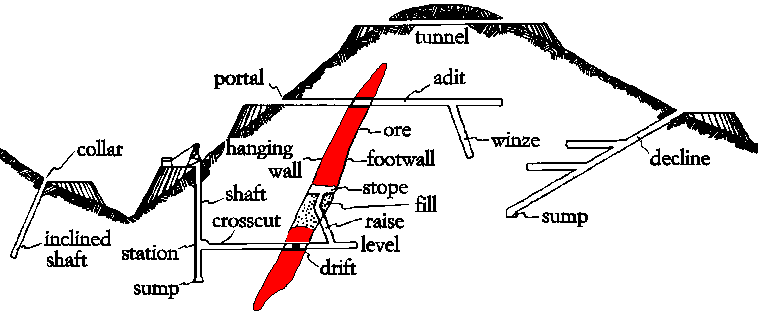 tunnel
portal
adit
ore
winze
collar
hanging
wall
footwall
decline
shaft
stope
fill
sump
crosscut
raise
inclined
shaft
station
level
drift
sump